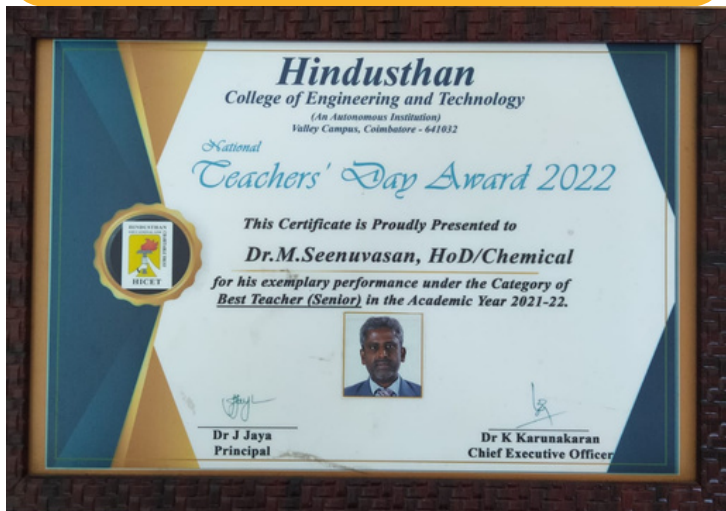 Hindusthan
College of Engineering and Technology
(An Autonomous Institution)
Valley Campus, Coimbatore - 641032
National
Teachers' Day Award 2022
This Certificate is Proudly Presented to
Dr.M.Seenuvasan, HoD/Chemical
for his exemplary performance under the Category of
Best Teacher (Senior) in the Academic Year 2021-22.
HINDUSTHAN
HICET
Dr J Jaya
Principal
Dr K Karunakaran
Chief Executive Officer